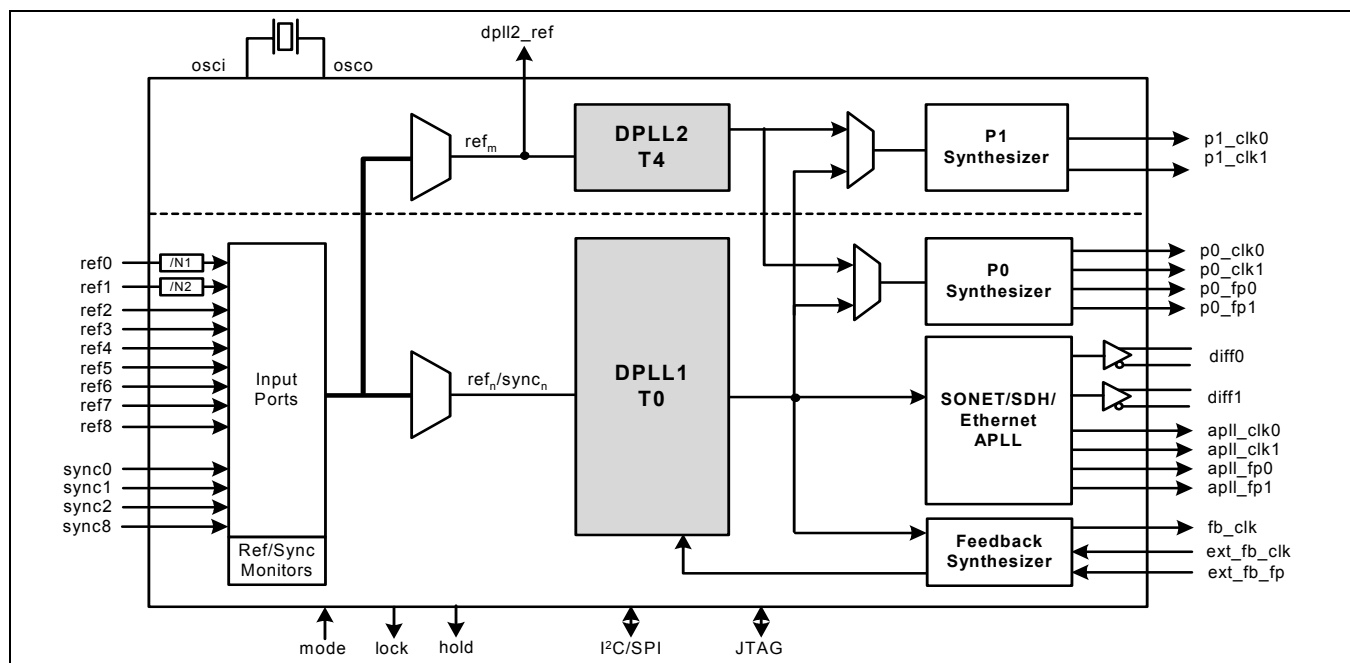 dpll2_ref
osci
osco
DPLL2
T4
ref_m
P1
Synthesizer
p1_clk0
p1_clk1
ref0
/N1
ref1
/N2
ref2
ref3
ref4
ref5
ref6
ref7
ref8
sync0
sync1
sync2
sync8
Input
Ports
Ref/Sync
Monitors
ref_n/sync_n
DPLL1
T0
P0
Synthesizer
p0_clk0
p0_clk1
p0_fp0
p0_fp1
SONET/SDH/
Ethernet
APLL
diff0
diff1
apll_clk0
apll_clk1
apll_fp0
apll_fp1
Feedback
Synthesizer
fb_clk
ext_fb_clk
ext_fb_fp
mode
lock
hold
I²C/SPI
JTAG